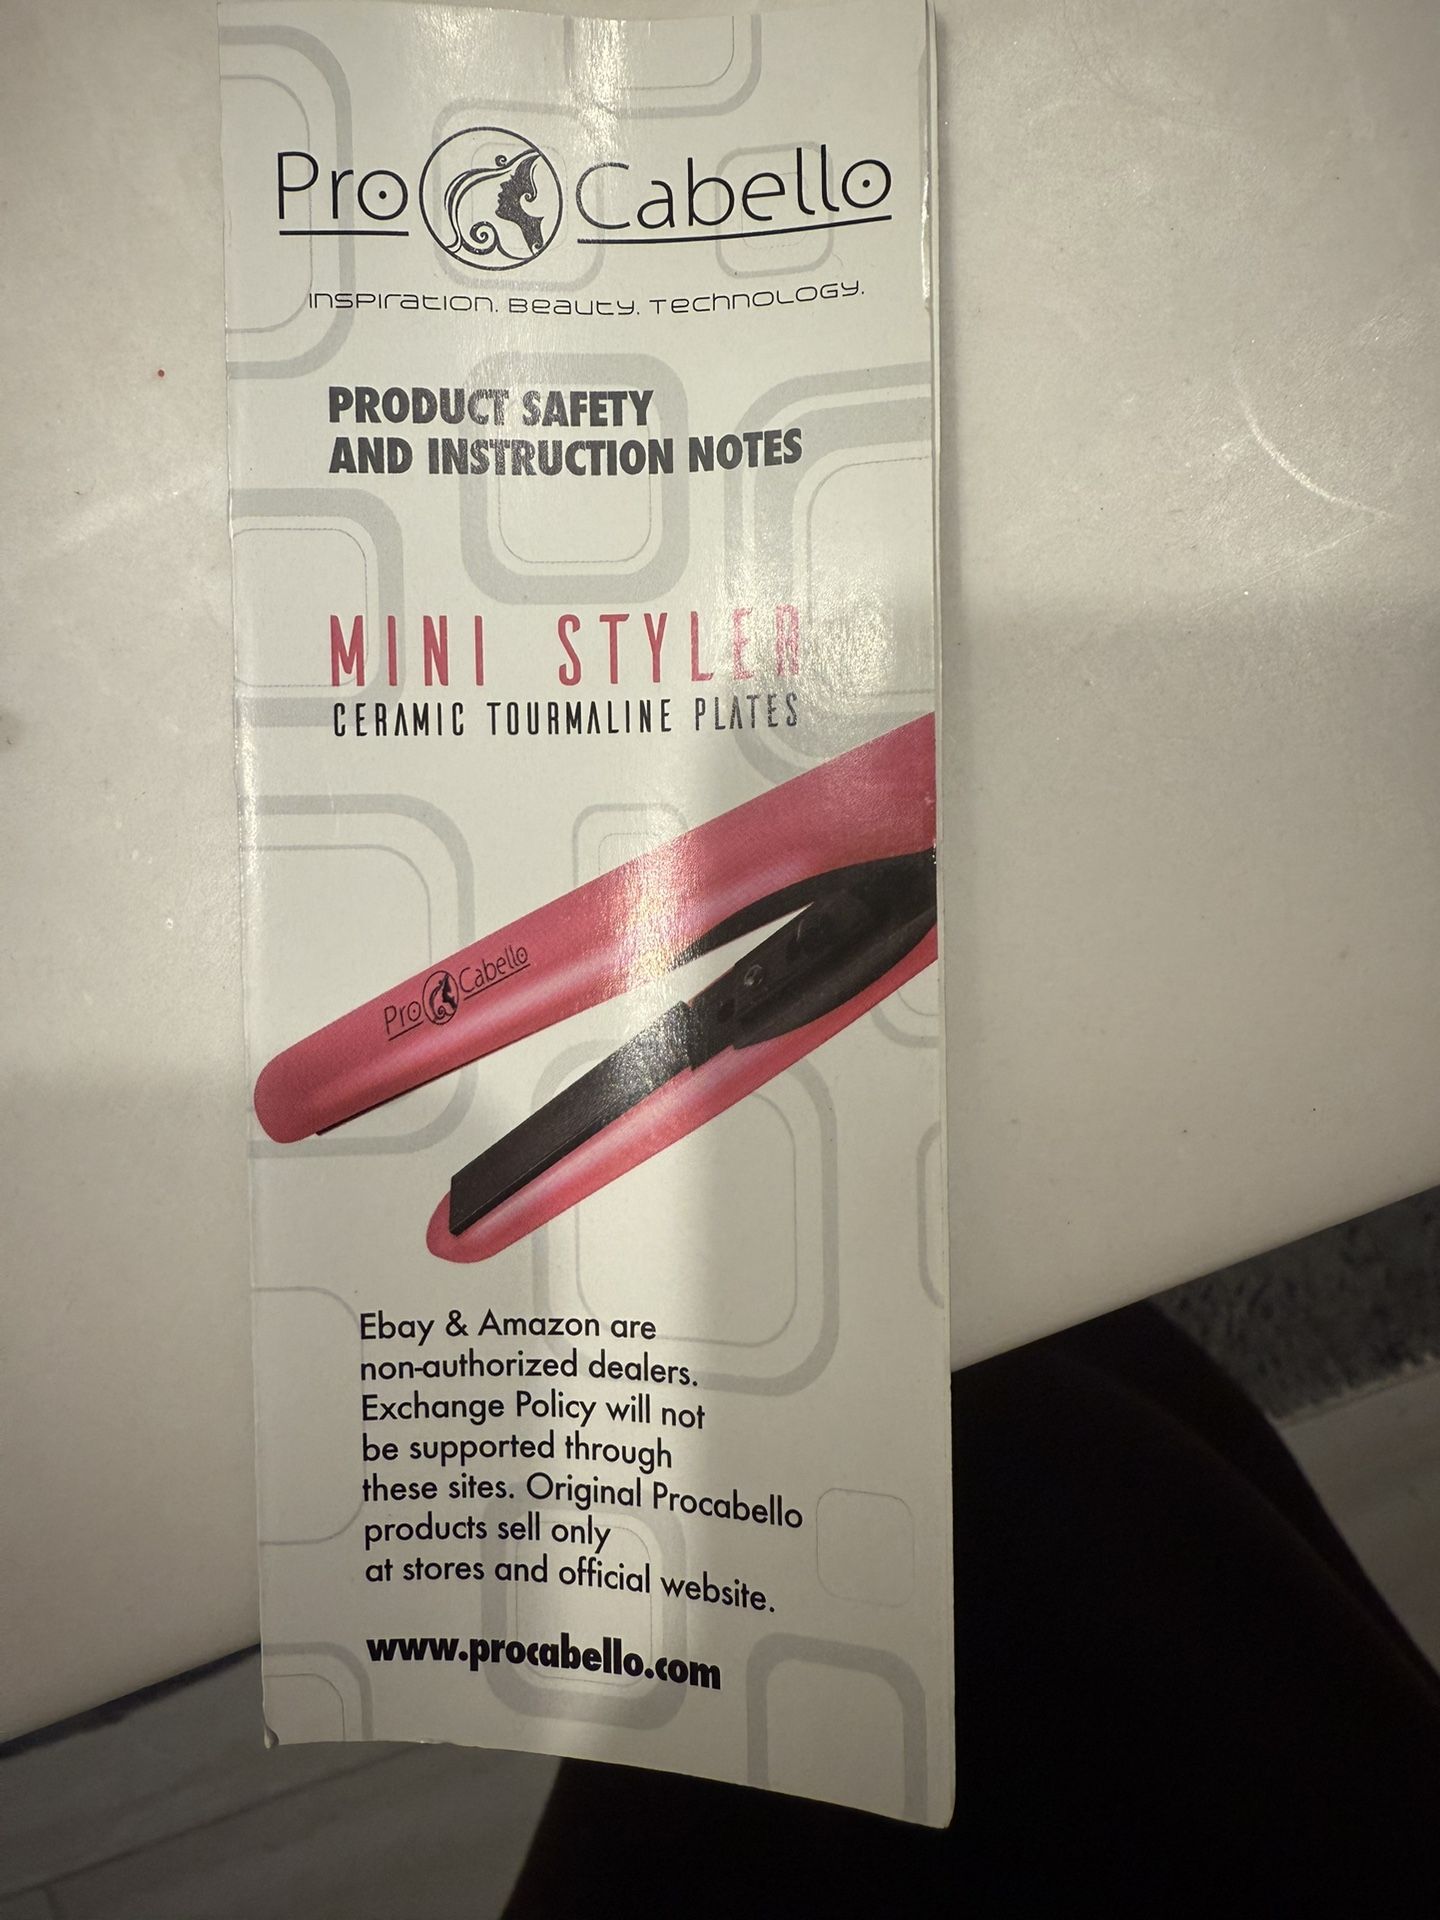 Pro Cabello
Inspiration. Beauty. Technology.
PRODUCT SAFETY
AND INSTRUCTION NOTES
MINI STYLER
CERAMIC TOURMALINE PLATES
Pro Cabello
Ebay & Amazon are
non-authorized dealers.
Exchange Policy will not
be supported through
these sites. Original Procabello
products sell only
at stores and official website.
www.procabello.com